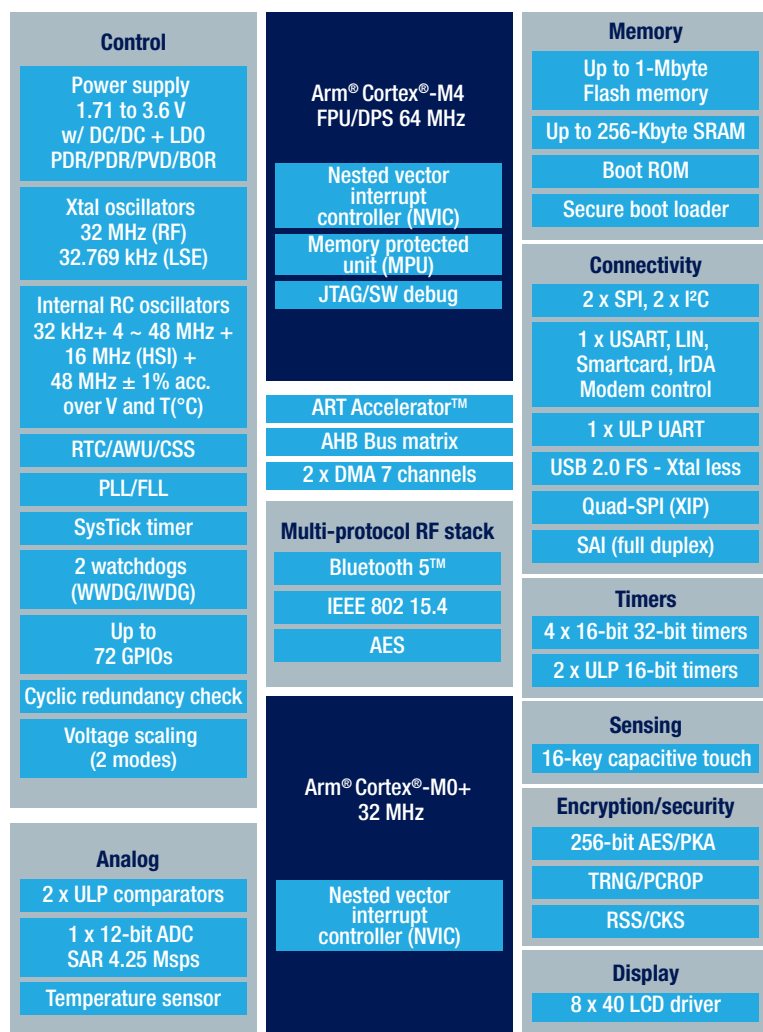 Control
Power supply
1.71 to 3.6 V
w/ DC/DC + LDO
PDR/PDR/PVD/BOR
Xtal oscillators
32 MHz (RF)
32.769 kHz (LSE)
Internal RC oscillators
32 kHz+ 4 ~ 48 MHz +
16 MHz (HSI) +
48 MHz ± 1% acc.
over V and T(°C)
RTC/AWU/CSS
PLL/FLL
SysTick timer
2 watchdogs
(WWDG/IWDG)
Up to
72 GPIOs
Cyclic redundancy check
Voltage scaling
(2 modes)
Analog
2 x ULP comparators
1 x 12-bit ADC
SAR 4.25 Msps
Temperature sensor
Arm® Cortex®-M4
FPU/DPS 64 MHz
Nested vector
interrupt
controller (NVIC)
Memory protected
unit (MPU)
JTAG/SW debug
ART Accelerator™
AHB Bus matrix
2 x DMA 7 channels
Multi-protocol RF stack
Bluetooth 5™
IEEE 802 15.4
AES
Arm® Cortex®-M0+
32 MHz
Nested vector
interrupt
controller (NVIC)
Memory
Up to 1-Mbyte
Flash memory
Up to 256-Kbyte SRAM
Boot ROM
Secure boot loader
Connectivity
2 x SPI, 2 x I²C
1 x USART, LIN,
Smartcard, IrDA
Modem control
1 x ULP UART
USB 2.0 FS - Xtal less
Quad-SPI (XIP)
SAI (full duplex)
Timers
4 x 16-bit 32-bit timers
2 x ULP 16-bit timers
Sensing
16-key capacitive touch
Encryption/security
256-bit AES/PKA
TRNG/PCROP
RSS/CKS
Display
8 x 40 LCD driver